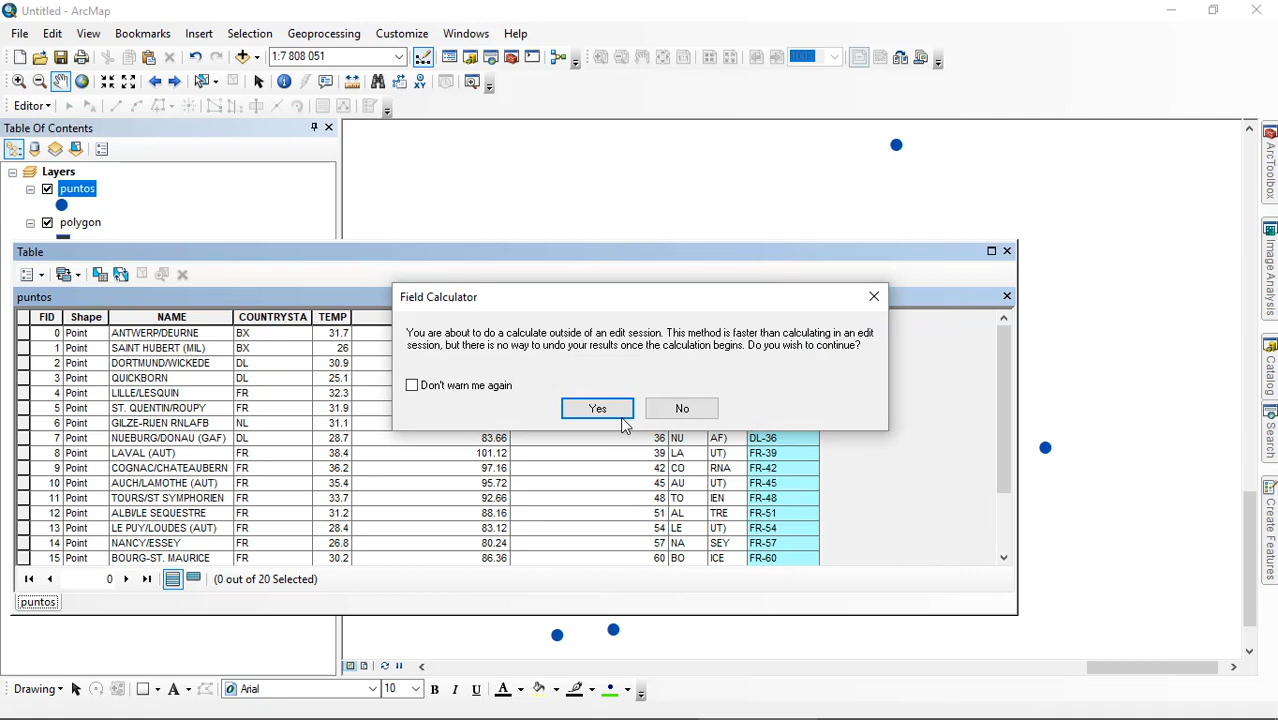 Untitled - ArcMap
File Edit View Bookmarks Insert Selection Geoprocessing Customize Windows Help
1:7 808 051
Editor
Table Of Contents
Layers
puntos
polygon
Table
puntos
FID Shape NAME COUNTRYSTA TEMP
0 Point ANTWERP/DEURNE BX 31.7
1 Point SAINT HUBERT (MIL) BX 26
2 Point DORTMUND/WICKEDE DL 30.9
3 Point QUICKBORN DL 25.1
4 Point LILLE/LESQUIN FR 32.3
5 Point ST. QUENTIN/ROUPY FR 31.9
6 Point GILZE-RIJEN RNLAFB NL 31.1
7 Point NUEBURG/DONAU (GAF) DL 28.7 83.66 36 NU AF) DL-36
8 Point LAVAL (AUT) FR 38.4 101.12 39 LA UT) FR-39
9 Point COGNAC/CHATEAUBERN FR 36.2 97.16 42 CO RNA FR-42
10 Point AUCH/LAMOTHE (AUT) FR 35.4 95.72 45 AU UT) FR-45
11 Point TOURS/ST SYMPHORIEN FR 33.7 92.66 48 TO IEN FR-48
12 Point ALBI/LE SEQUESTRE FR 31.2 88.16 51 AL TRE FR-51
13 Point LE PUY/LOUDES (AUT) FR 28.4 83.12 54 LE UT) FR-54
14 Point NANCY/ESSEY FR 26.8 80.24 57 NA SEY FR-57
15 Point BOURG-ST. MAURICE FR 30.2 86.36 60 BO ICE FR-60
0 (0 out of 20 Selected)
puntos
Field Calculator
You are about to do a calculate outside of an edit session. This method is faster than calculating in an edit
session, but there is no way to undo your results once the calculation begins. Do you wish to continue?
Don't warn me again
Yes No
ArcToolbox
Image Analysis
Catalog
Search
Create Features
Drawing A Arial 10 B I U A